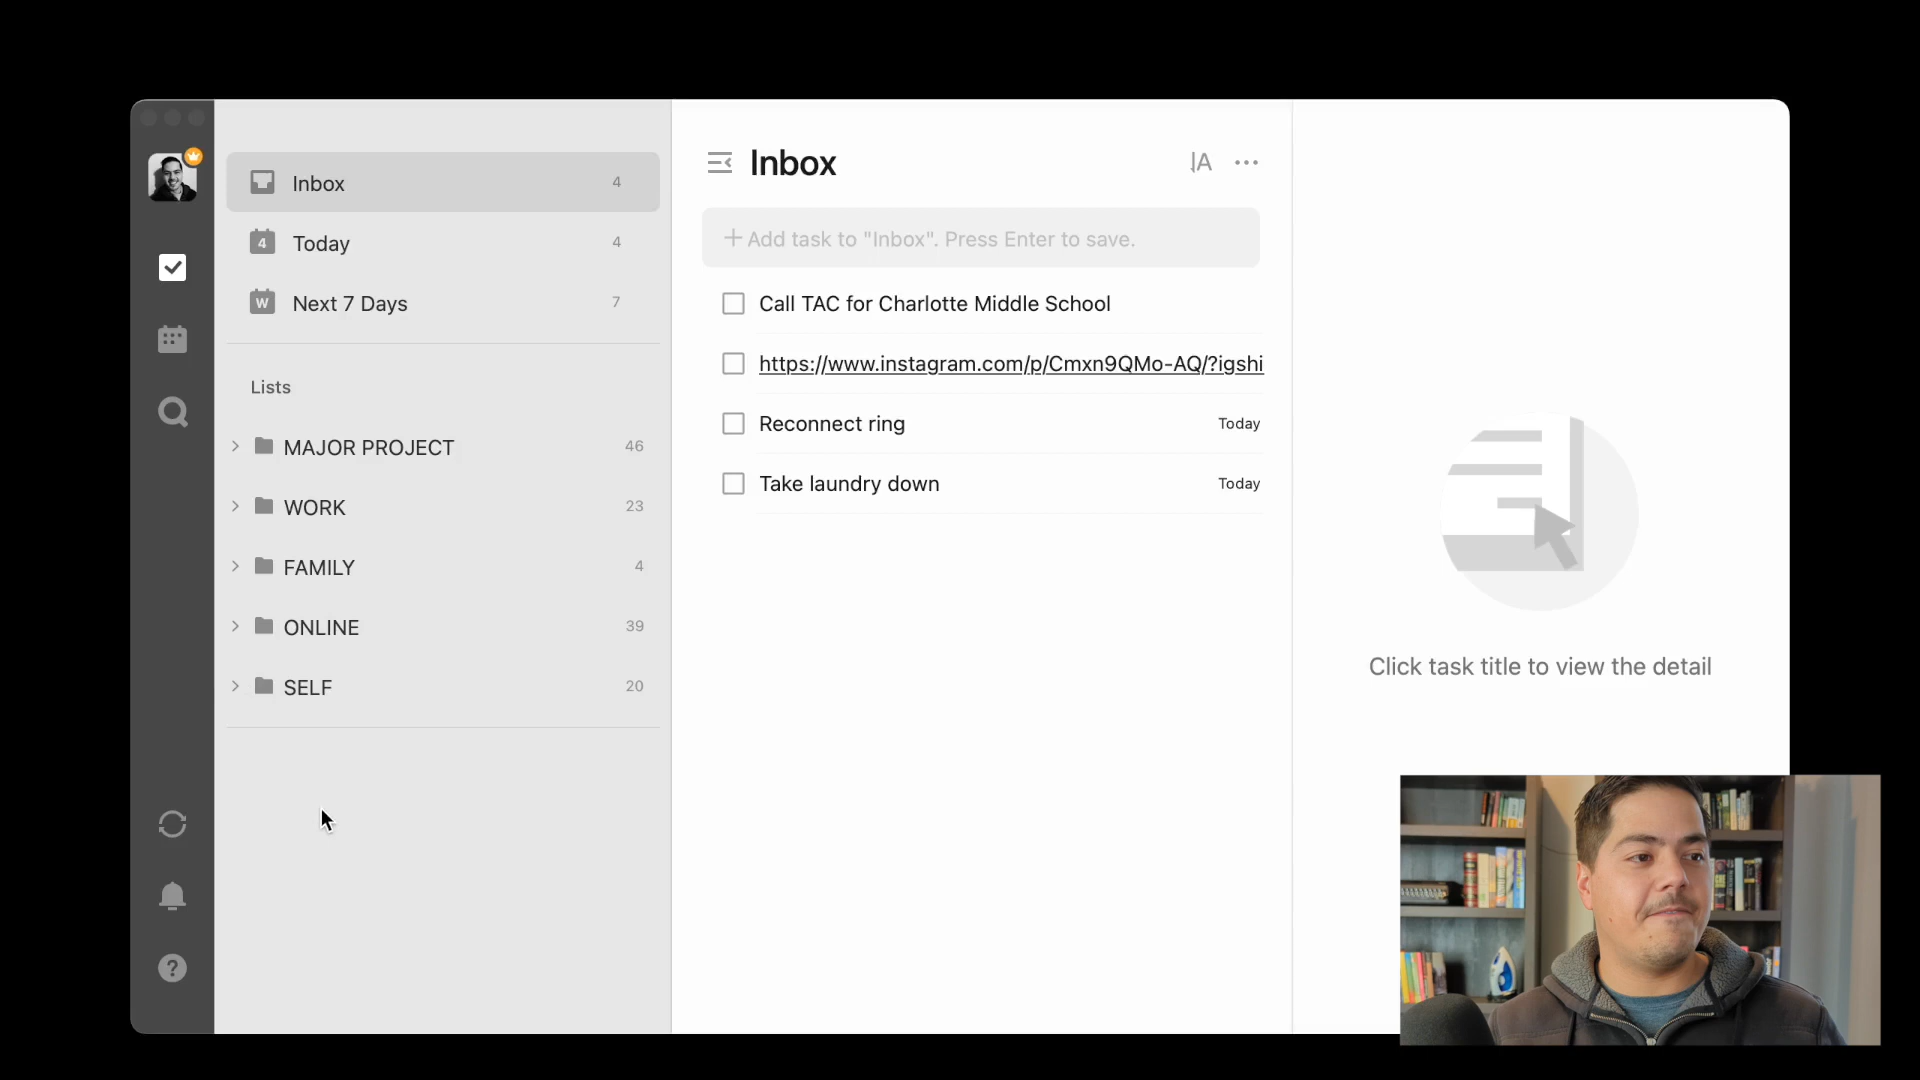 Inbox 4
4 Today 4
W Next 7 Days 7
Lists
MAJOR PROJECT 46
WORK 23
FAMILY 4
ONLINE 39
SELF 20
Inbox
A
+ Add task to "Inbox". Press Enter to save.
Call TAC for Charlotte Middle School
https://www.instagram.com/p/Cmxn9QMo-AQ/?igshi
Reconnect ring Today
Take laundry down Today
Click task title to view the detail
?